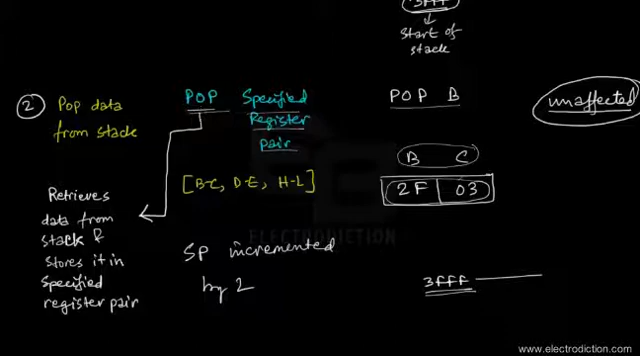 3FFF
Start of
stack
② Pop data
from stack
POP Specified
Register
pair
POP B
unaffected
B C
[B-C, D-E, H-L]
2F 03
Retrieves
data from
stack &
stores it in
Specified
register pair
SP incremented
by 2
3FFF
ELECTRODICTION
www.electrodiction.com